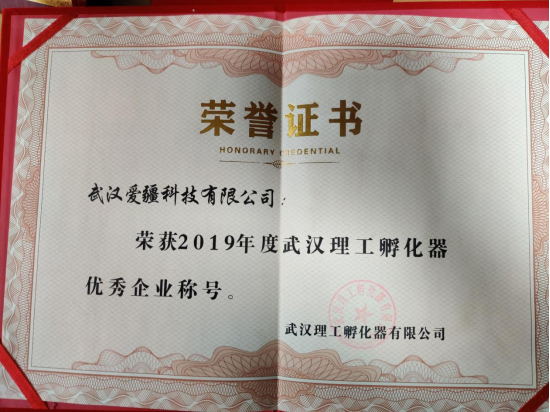 荣誉证书
HONORARY CREDENTIAL
武汉爱疆科技有限公司：
荣获2019年度武汉理工孵化器
优秀企业称号。
武汉理工孵化器有限公司